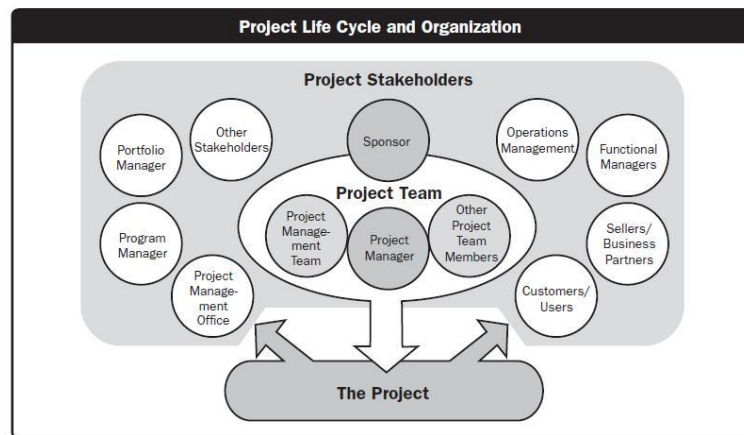 Project Life Cycle and Organization
Project Stakeholders
Portfolio
Manager
Other
Stakeholders
Sponsor
Operations
Management
Functional
Managers
Project Team
Program
Manager
Project
Manage-
ment
Team
Project
Manager
Other
Project
Team
Members
Sellers/
Business
Partners
Project
Manage-
ment
Office
Customers/
Users
The Project